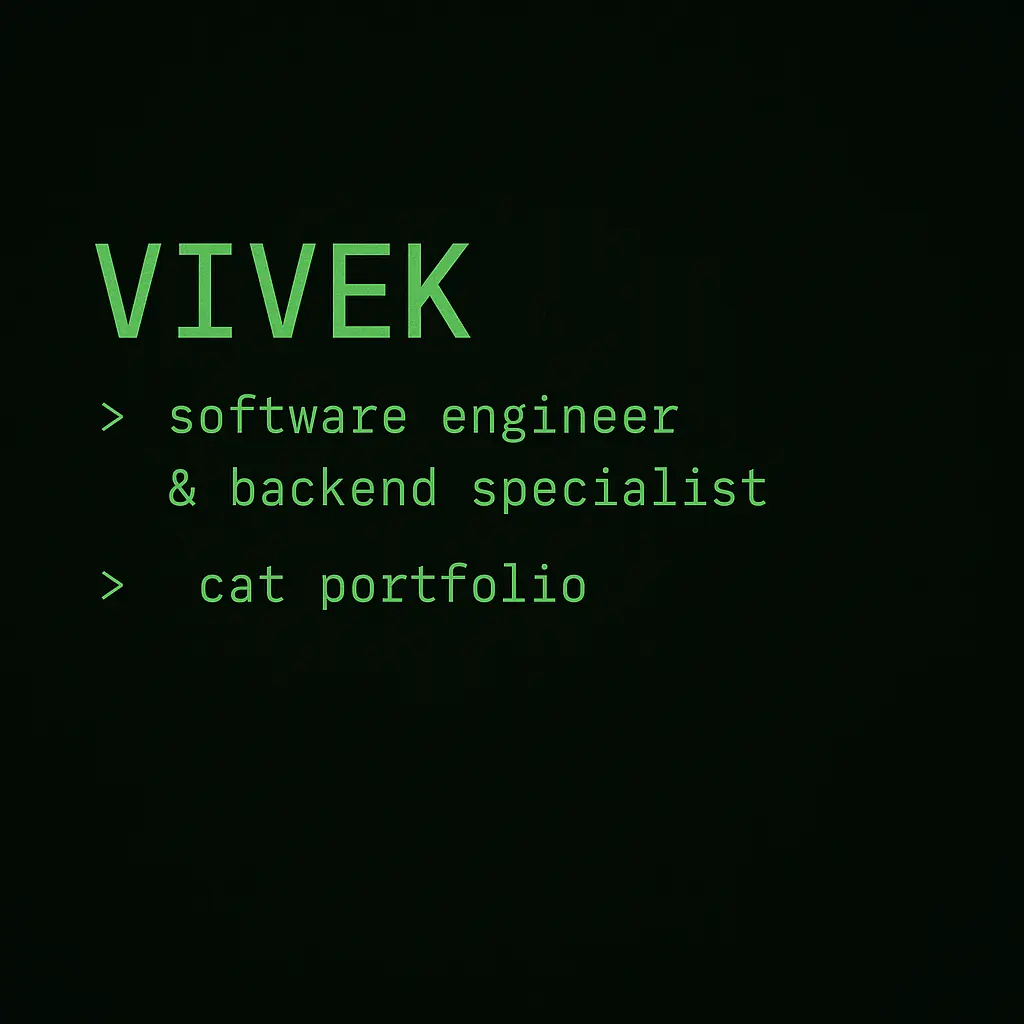 VIVEK
> software engineer
& backend specialist
> cat portfolio